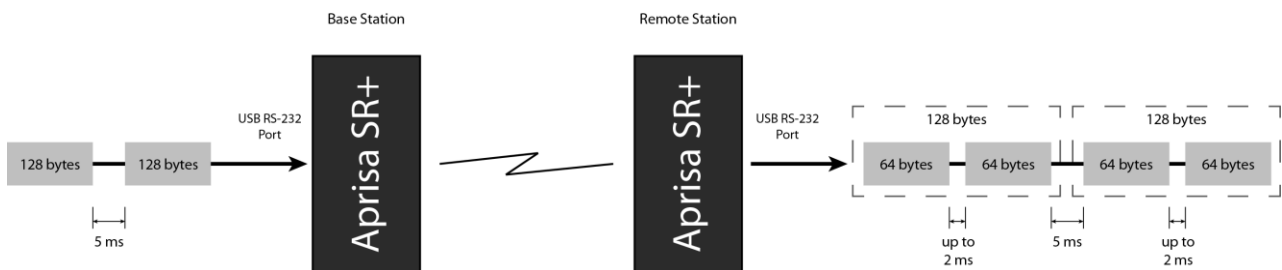 Base Station
Remote Station
USB RS-232
Port
Aprisa SR+
Aprisa SR+
USB RS-232
Port
128 bytes
128 bytes
128 bytes
128 bytes
64 bytes
64 bytes
64 bytes
64 bytes
5 ms
up to
2 ms
5 ms
up to
2 ms